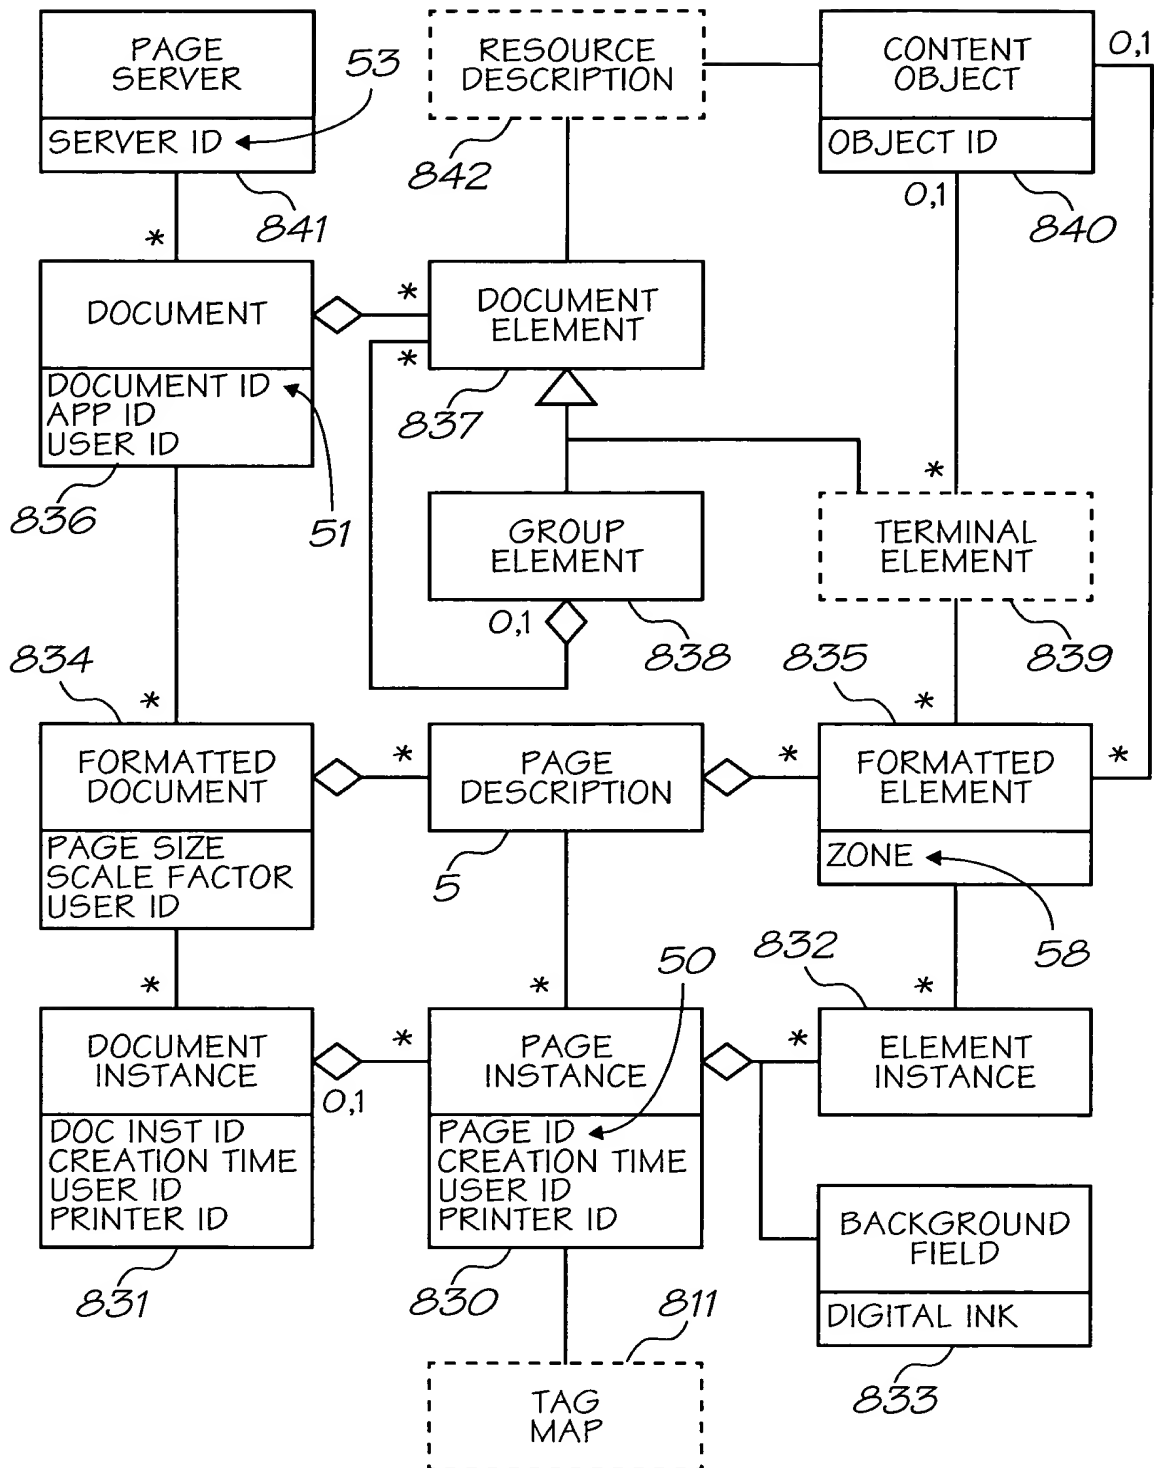 PAGE
SERVER
SERVER ID
53
841
RESOURCE
DESCRIPTION
842
CONTENT
OBJECT
OBJECT ID
0,1
0,1
840
*
DOCUMENT
DOCUMENT ID
APP ID
USER ID
836
51
*
*
DOCUMENT
ELEMENT
837
GROUP
ELEMENT
0,1
838
*
TERMINAL
ELEMENT
839
834
*
FORMATTED
DOCUMENT
PAGE SIZE
SCALE FACTOR
USER ID
*
PAGE
DESCRIPTION
5
835
*
*
*
FORMATTED
ELEMENT
ZONE
58
*
DOCUMENT
INSTANCE
0,1
DOC INST ID
CREATION TIME
USER ID
PRINTER ID
831
*
*
50
PAGE
INSTANCE
PAGE ID
CREATION TIME
USER ID
PRINTER ID
830
832
*
*
ELEMENT
INSTANCE
BACKGROUND
FIELD
DIGITAL INK
833
811
TAG
MAP